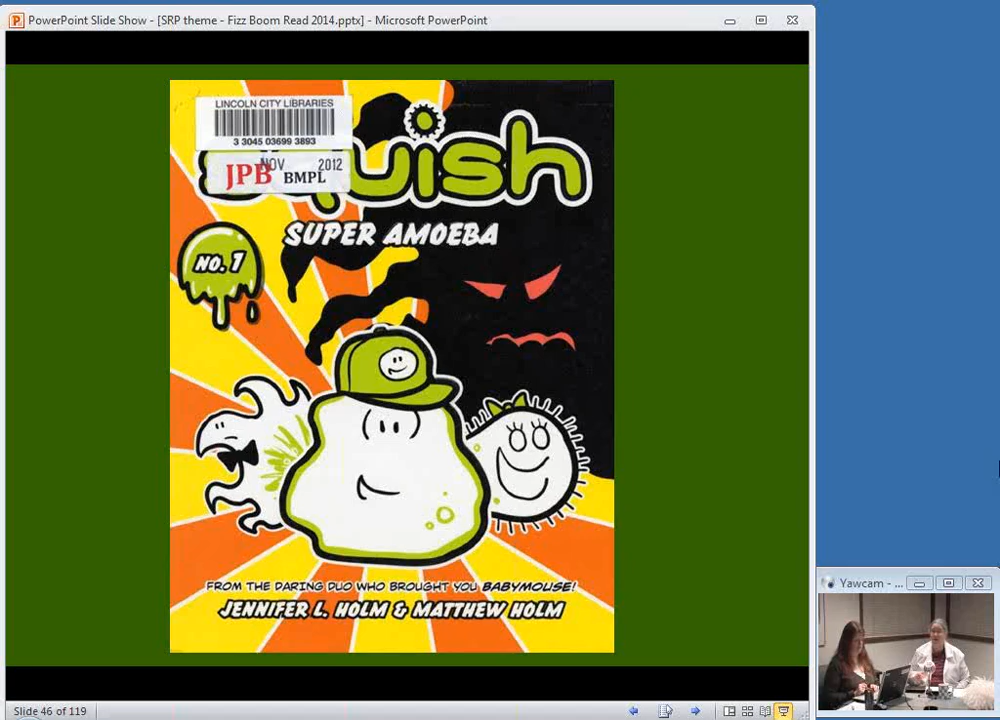 PowerPoint Slide Show - [SRP theme - Fizz Boom Read 2014.pptx] - Microsoft PowerPoint
LINCOLN CITY LIBRARIES
3 3045 03699 3893
JPB NOV 2012
BMPL
uish
SUPER AMOEBA
NO. 1
FROM THE DARING DUO WHO BROUGHT YOU BABYMOUSE!
JENNIFER L. HOLM & MATTHEW HOLM
Yawcam - ...
Slide 46 of 119